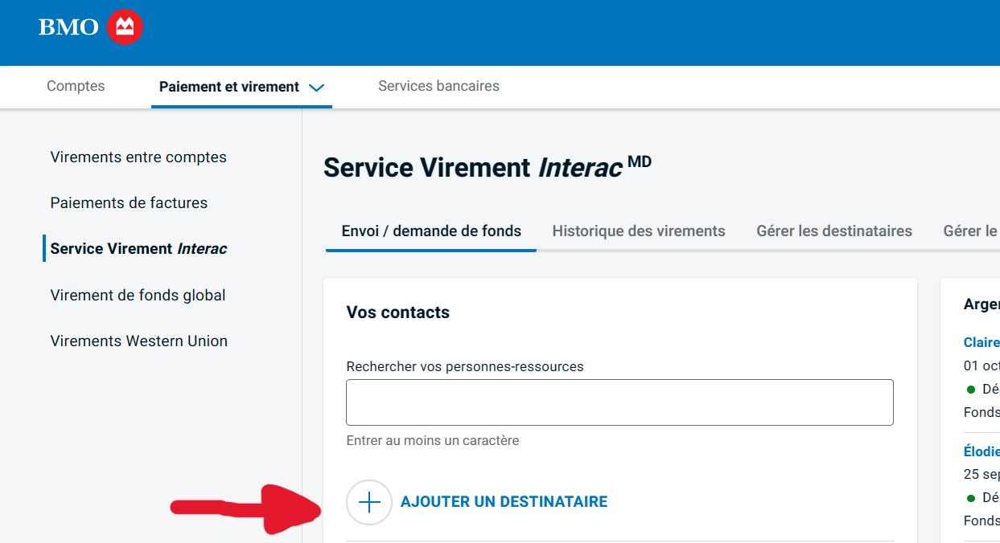 BMO
Comptes
Paiement et virement
Services bancaires
Virements entre comptes
Paiements de factures
Service Virement Interac
Virement de fonds global
Virements Western Union
Service Virement Interac MD
Envoi / demande de fonds
Historique des virements
Gérer les destinataires
Gérer le
Vos contacts
Rechercher vos personnes-ressources
Entrer au moins un caractère
AJOUTER UN DESTINATAIRE
Claire
01 oct
Fonds
Élodie
25 sep
Fonds